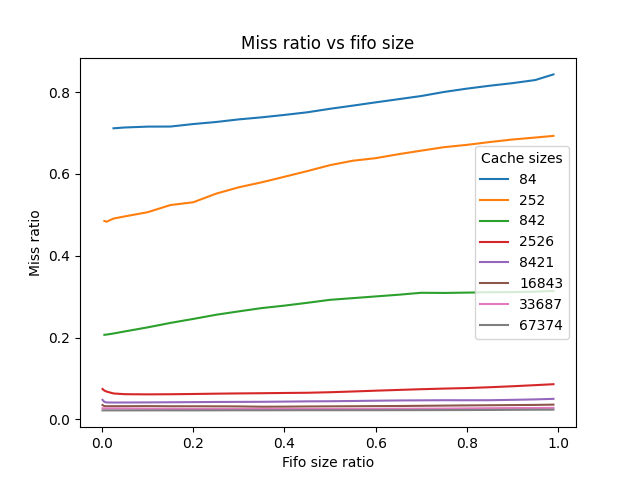 Miss ratio vs fifo size
Miss ratio
0.8
0.6
0.4
0.2
0.0
Cache sizes
84
252
842
2526
8421
16843
33687
67374
0.0 0.2 0.4 0.6 0.8 1.0
Fifo size ratio